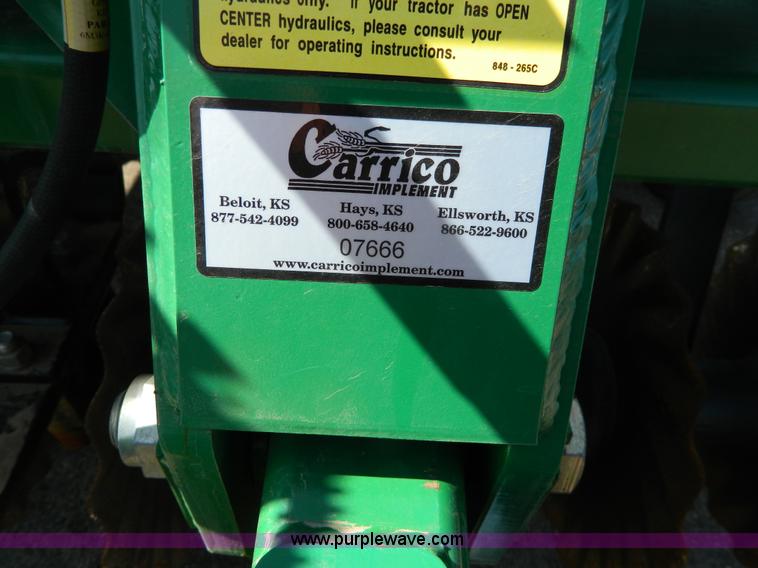 hydraulics only. If your tractor has OPEN
CENTER hydraulics, please consult your
dealer for operating instructions.
848 - 265C
Carrico
IMPLEMENT
Beloit, KS
877-542-4099
Hays, KS
800-658-4640
Ellsworth, KS
866-522-9600
07666
www.carricoimplement.com
www.purplewave.com